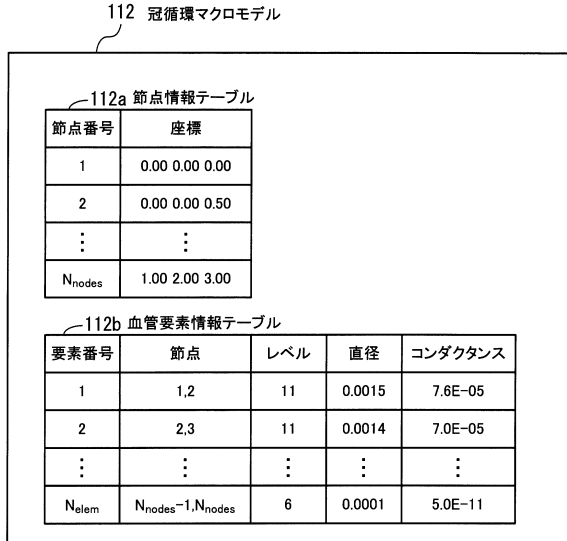 112 冠循環マクロモデル
112a 節点情報テーブル
節点番号 座標
1 0.00 0.00 0.00
2 0.00 0.00 0.50
⋮ ⋮
Nnodes 1.00 2.00 3.00
112b 血管要素情報テーブル
要素番号 節点 レベル 直径 コンダクタンス
1 1,2 11 0.0015 7.6E−05
2 2,3 11 0.0014 7.0E−05
⋮ ⋮ ⋮ ⋮ ⋮
Nelem Nnodes−1,Nnodes 6 0.0001 5.0E−11